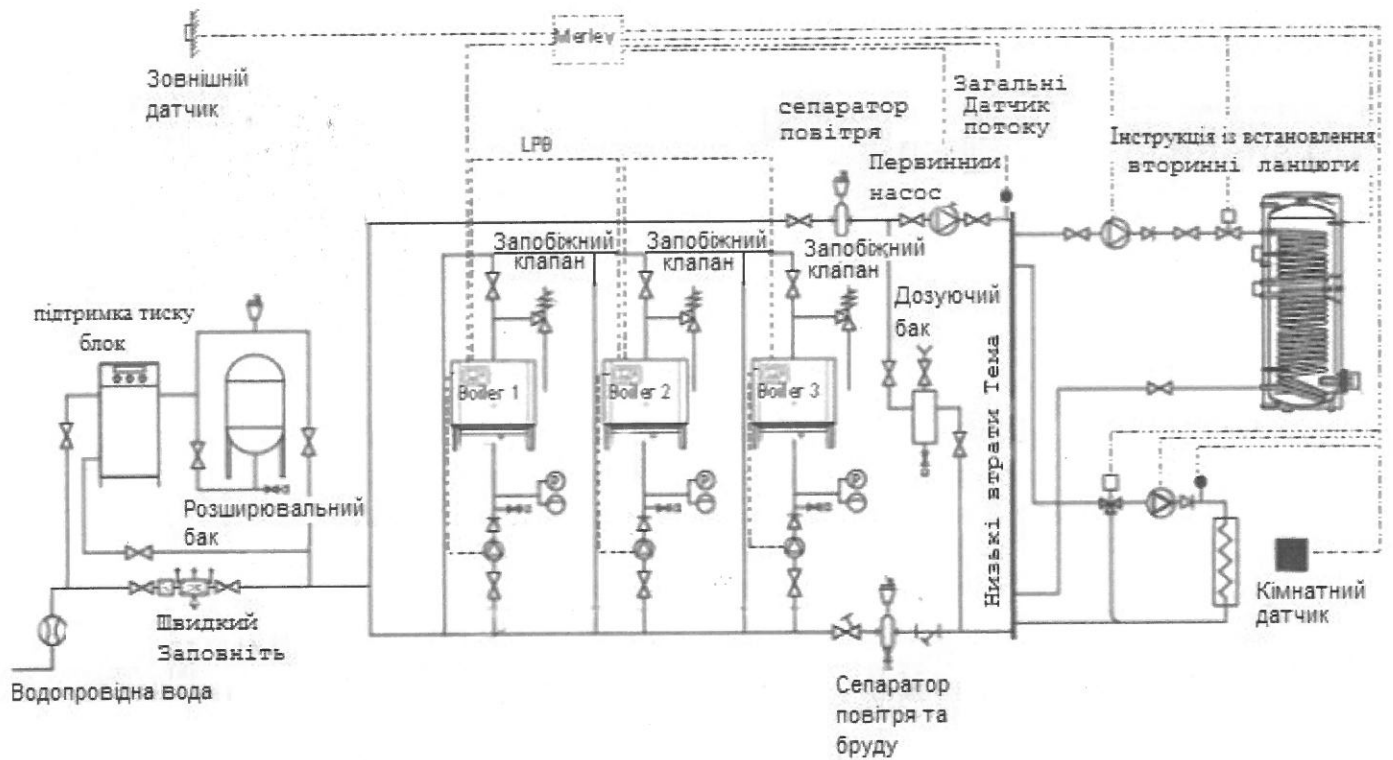 Merley
Зовнішній
датчик
LPB
сепаратор
повітря
Загальні
Датчик
потоку
Первинний
насос
Інструкція із встановлення
вторинні ланцюги
Запобіжний
клапан
Запобіжний
клапан
Запобіжний
клапан
Дозуючий
бак
підтримка тиску
блок
Boiler 1
Boiler 2
Boiler 3
P
P
P
Розширювальний
бак
Низькі втрати Тема
Кімнатний
датчик
Швидкий
Заповніть
Водопровідна вода
Сепаратор
повітря та
бруду